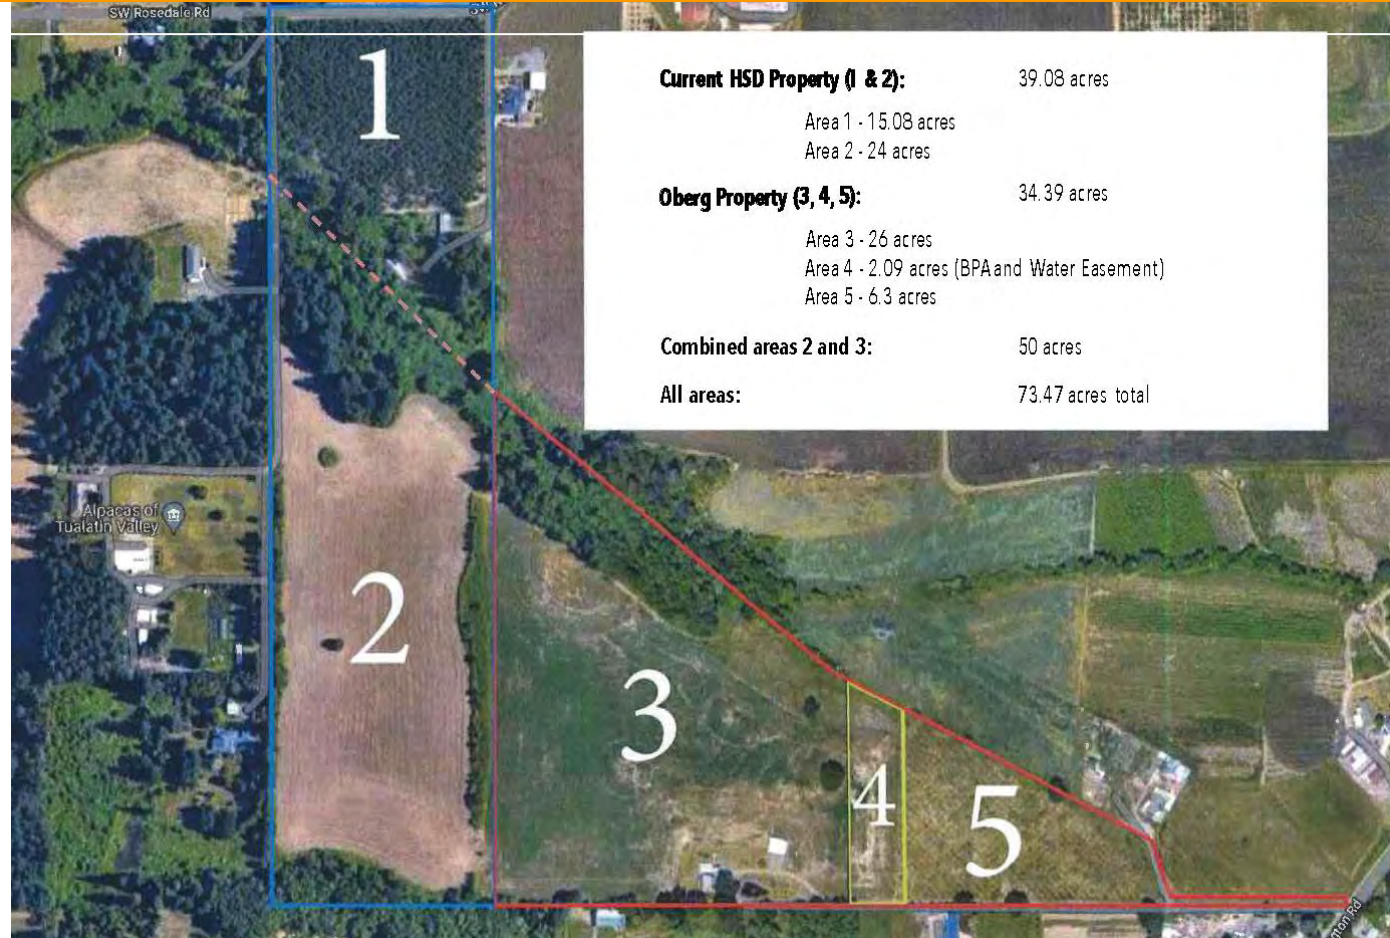 SW Rosedale Rd
1
Current HSD Property (1 & 2): 39.08 acres
Area 1 - 15.08 acres
Area 2 - 24 acres
Oberg Property (3, 4, 5): 34.39 acres
Area 3 - 26 acres
Area 4 - 2.09 acres (BPA and Water Easement)
Area 5 - 6.3 acres
Combined areas 2 and 3: 50 acres
All areas: 73.47 acres total
Alpacas of
Tualatin Valley
2
3
4
5